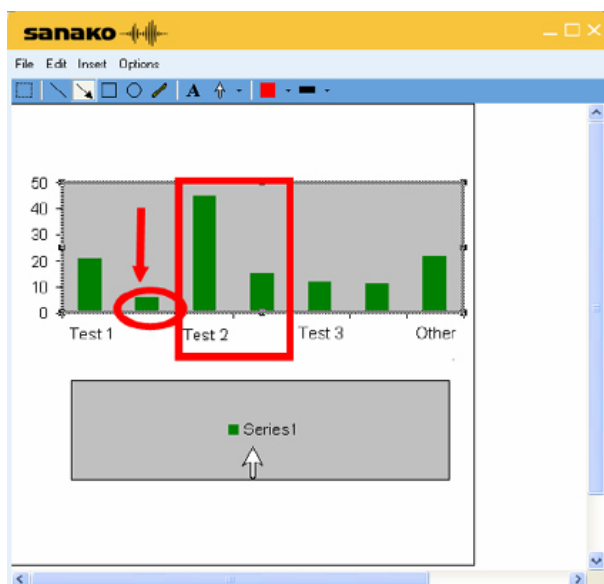 sanako
File Edit Insert Options
A
50
40
30
20
10
0
Test 1 Test 2 Test 3 Other
Series1